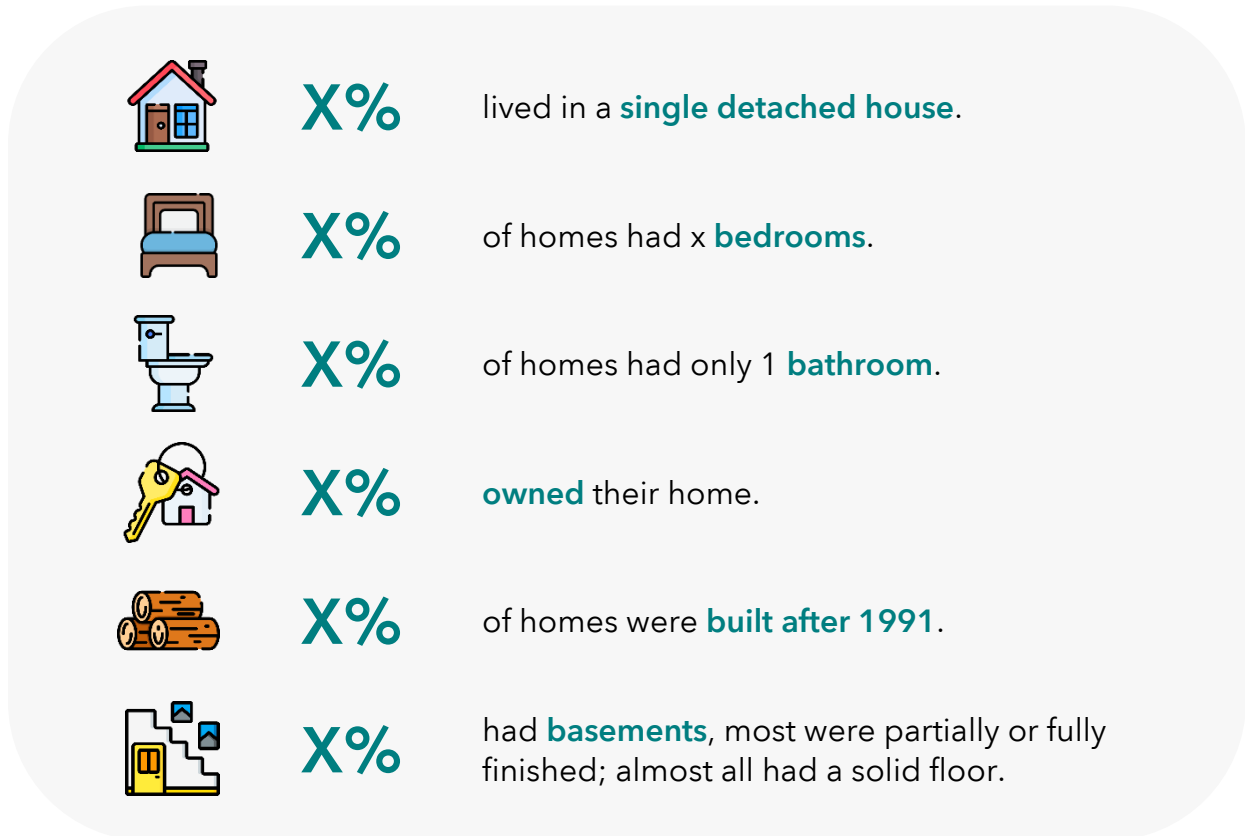 X% lived in a single detached house.
X% of homes had x bedrooms.
X% of homes had only 1 bathroom.
X% owned their home.
X% of homes were built after 1991.
X% had basements, most were partially or fully
finished; almost all had a solid floor.